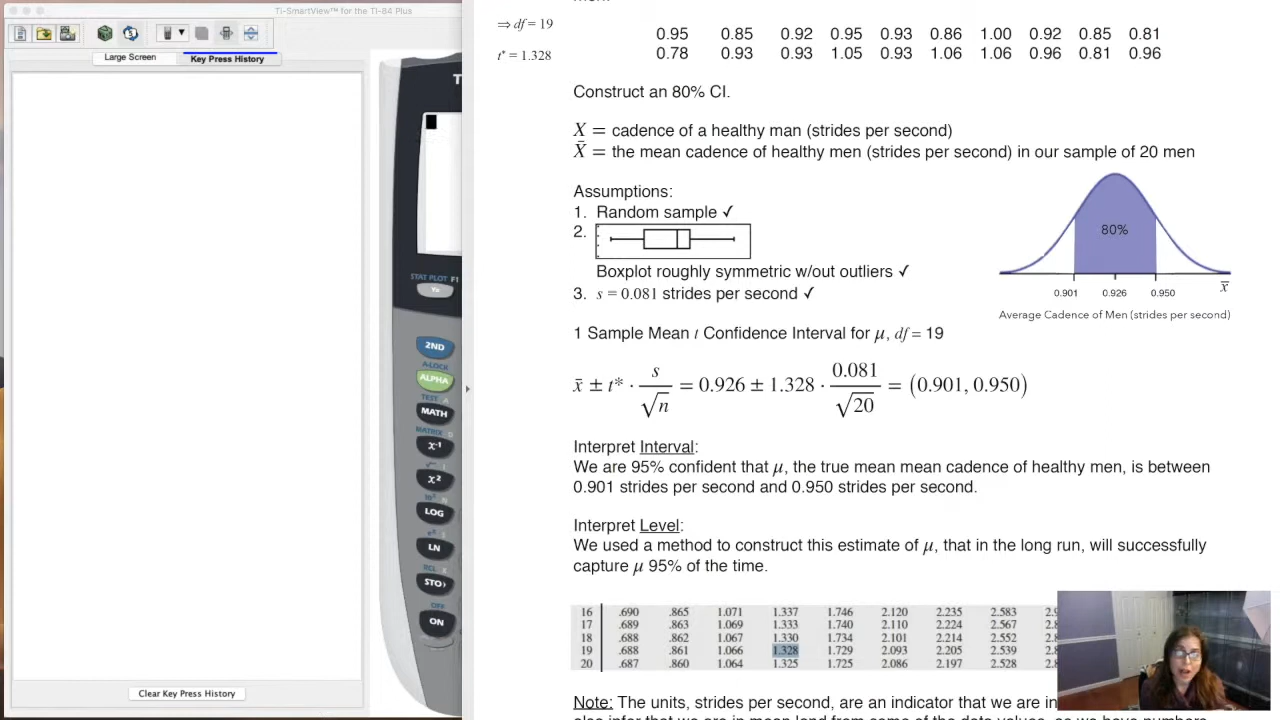 TI-SmartView™ for the TI-84 Plus
Large Screen
Key Press History
Clear Key Press History
STAT PLOT F1
Y=
2ND
A-LOCK
ALPHA
TEST A
MATH
MATRIX
X⁻¹
X²
LOG
LN
RCL X
STO›
OFF
ON
⇒ df = 19
t* = 1.328
0.95 0.85 0.92 0.95 0.93 0.86 1.00 0.92 0.85 0.81
0.78 0.93 0.93 1.05 0.93 1.06 1.06 0.96 0.81 0.96
Construct an 80% CI.
X = cadence of a healthy man (strides per second)
X̄ = the mean cadence of healthy men (strides per second) in our sample of 20 men
Assumptions:
1. Random sample ✓
2.
Boxplot roughly symmetric w/out outliers ✓
3. s = 0.081 strides per second ✓
80%
0.901 0.926 0.950 x̄
Average Cadence of Men (strides per second)
1 Sample Mean t Confidence Interval for μ, df = 19
x̄ ± t* · s/√n = 0.926 ± 1.328 · 0.081/√20 = (0.901, 0.950)
Interpret Interval:
We are 95% confident that μ, the true mean mean cadence of healthy men, is between
0.901 strides per second and 0.950 strides per second.
Interpret Level:
We used a method to construct this estimate of μ, that in the long run, will successfully
capture μ 95% of the time.
16 .690 .865 1.071 1.337 1.746 2.120 2.235 2.583
17 .689 .863 1.069 1.333 1.740 2.110 2.224 2.567
18 .688 .862 1.067 1.330 1.734 2.101 2.214 2.552
19 .688 .861 1.066 1.328 1.729 2.093 2.205 2.539
20 .687 .860 1.064 1.325 1.725 2.086 2.197 2.528
Note: The units, strides per second, are an indicator that we are in